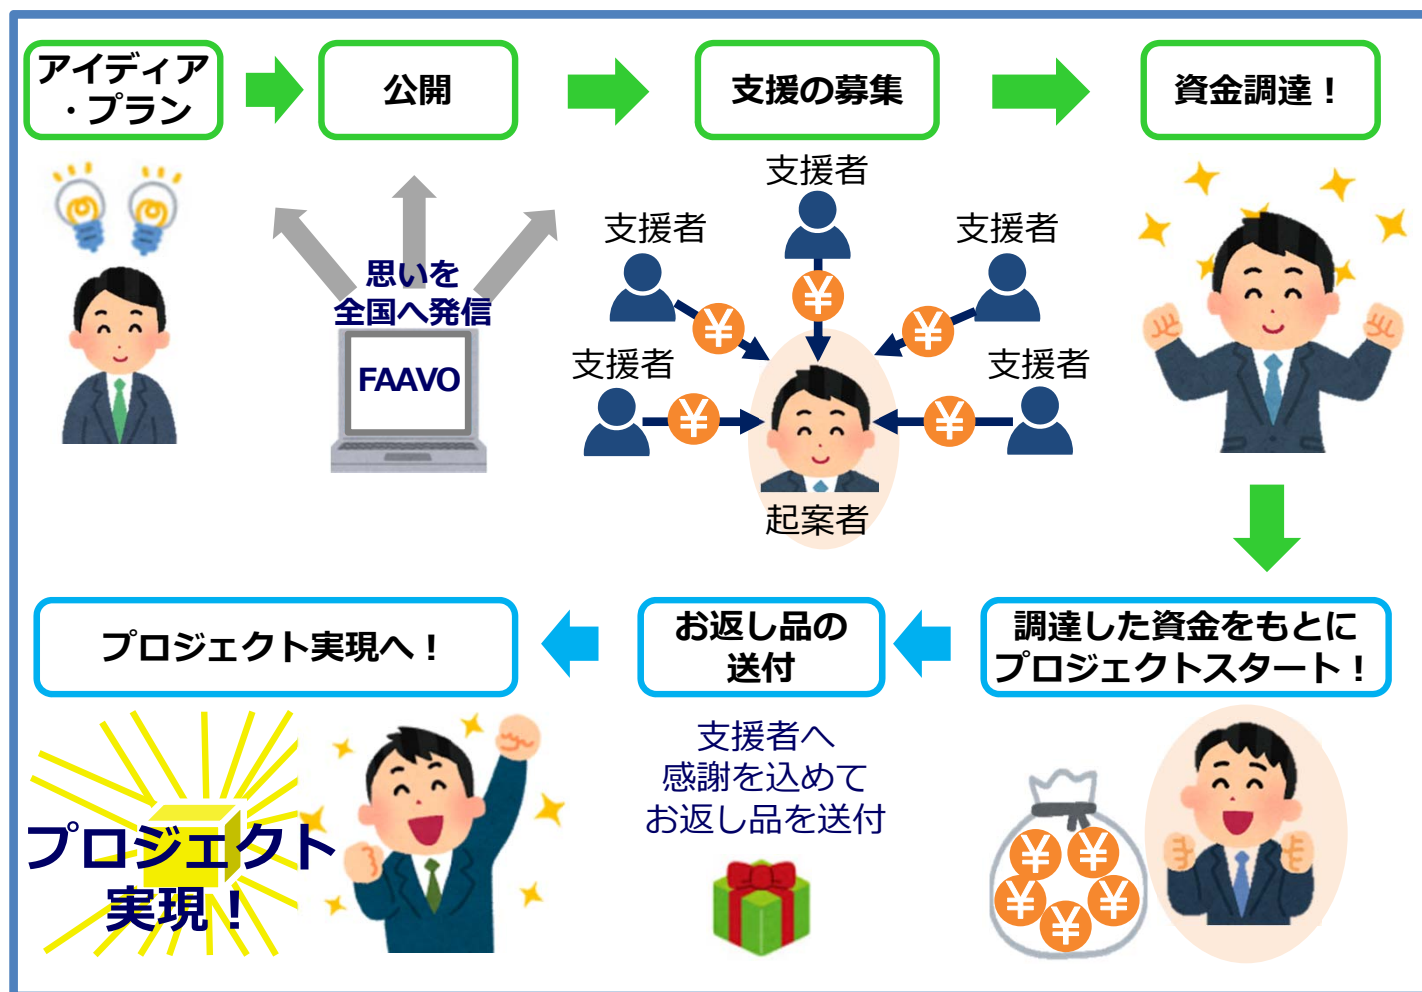 アイディア
・プラン
公開
支援の募集
資金調達！
思いを
全国へ発信
FAAVO
支援者
支援者
支援者
支援者
支援者
¥
¥
¥
¥
¥
起案者
調達した資金をもとに
プロジェクトスタート！
¥
¥
¥
¥
¥
お返し品の
送付
支援者へ
感謝を込めて
お返し品を送付
プロジェクト実現へ！
プロジェクト
実現！